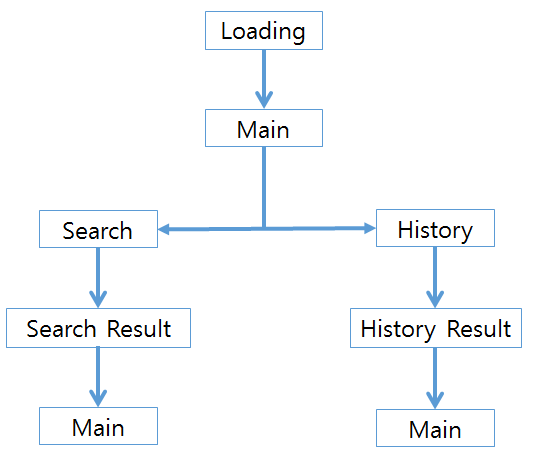 Loading
Main
Search
History
Search Result
History Result
Main
Main